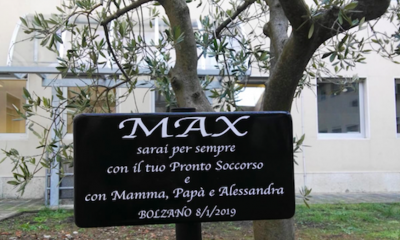 MAX
sarai per sempre
con il tuo Pronto Soccorso
e
con Mamma, Papà e Alessandra
BOLZANO 8/1/2019